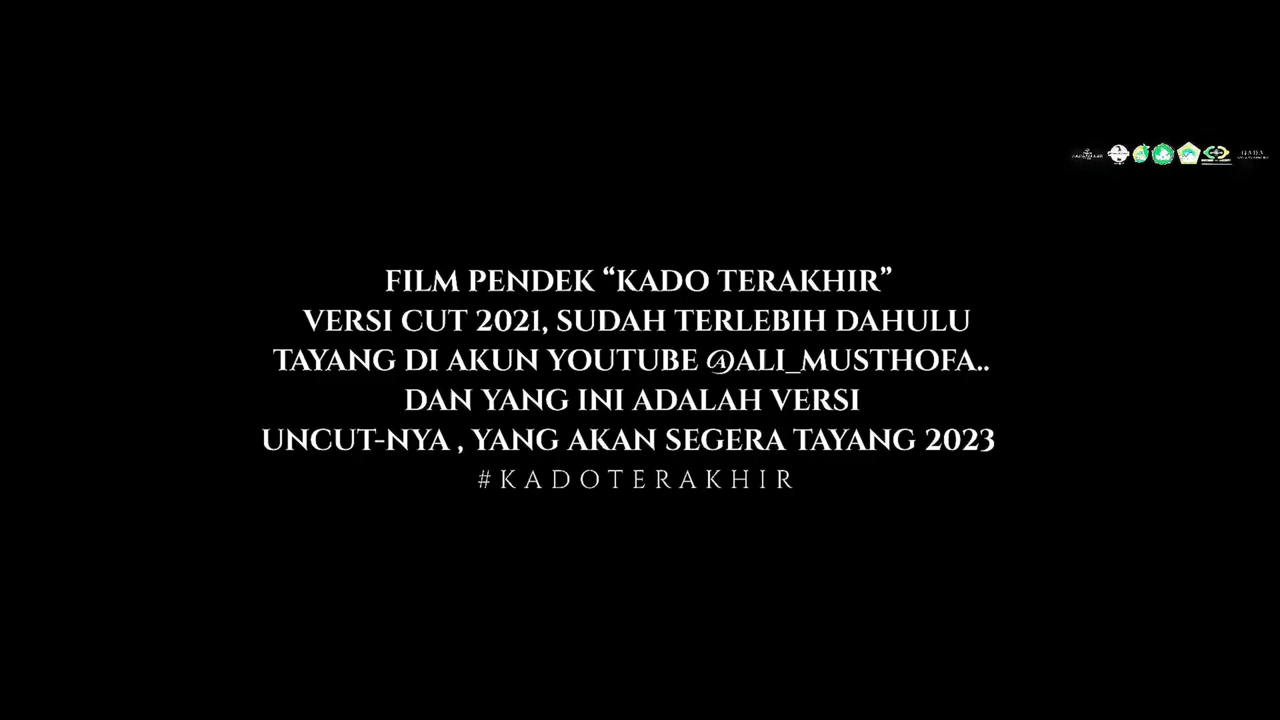 FILM PENDEK “KADO TERAKHIR”
VERSI CUT 2021, SUDAH TERLEBIH DAHULU
TAYANG DI AKUN YOUTUBE @ALI_MUSTHOFA..
DAN YANG INI ADALAH VERSI
UNCUT-NYA , YANG AKAN SEGERA TAYANG 2023
#KADOTERAKHIR